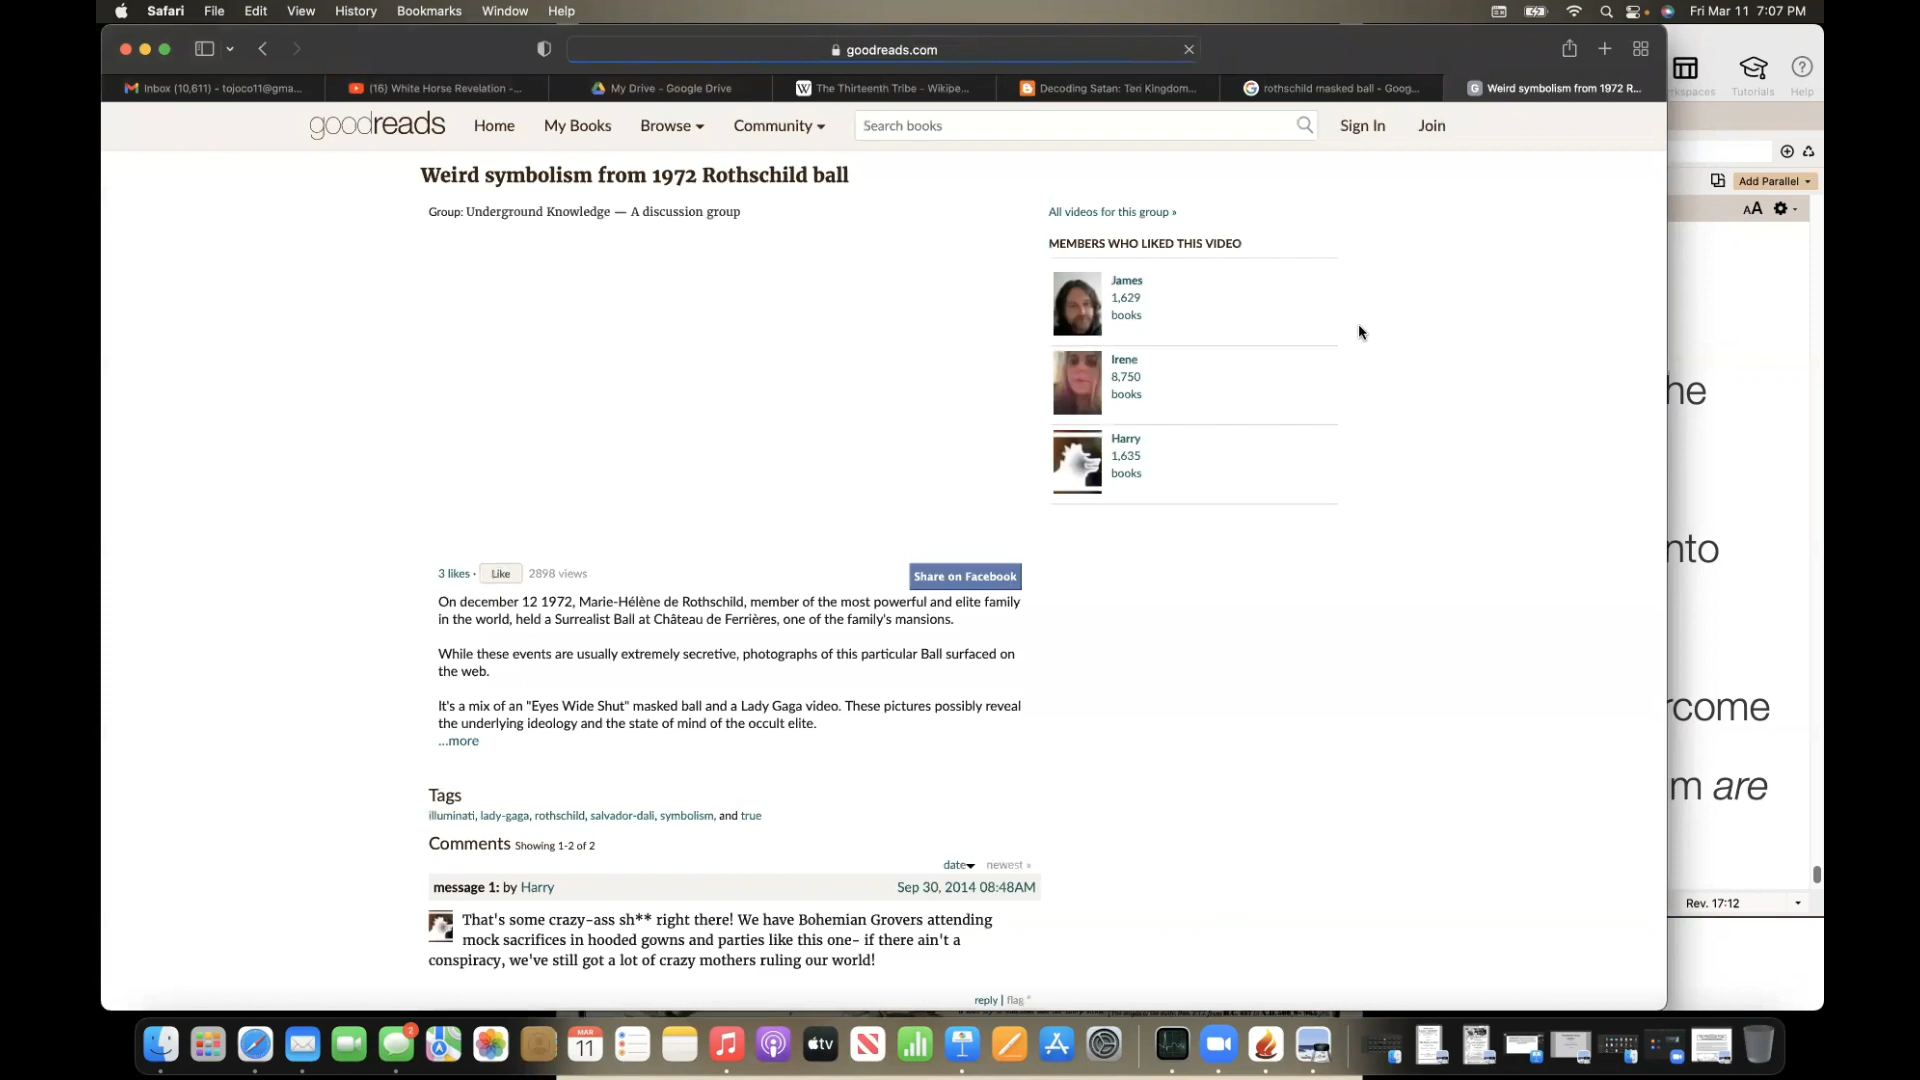 Safari File Edit View History Bookmarks Window Help Fri Mar 11 7:07 PM
goodreads.com
Inbox (10,611) - tojoco11@gma...
(16) White Horse Revelation -...
My Drive - Google Drive
The Thirteenth Tribe - Wikipe...
Decoding Satan: Ten Kingdom...
rothschild masked ball - Goog...
Weird symbolism from 1972 R...
Tutorials Help
goodreads Home My Books Browse Community Search books Sign In Join
Add Parallel
AA
Weird symbolism from 1972 Rothschild ball
Group: Underground Knowledge — A discussion group
All videos for this group »
MEMBERS WHO LIKED THIS VIDEO
James
1,629
books
Irene
8,750
books
Harry
1,635
books
he
nto
rcome
m are
Rev. 17:12
3 likes · Like 2898 views
Share on Facebook
On december 12 1972, Marie-Hélène de Rothschild, member of the most powerful and elite family
in the world, held a Surrealist Ball at Château de Ferrières, one of the family's mansions.
While these events are usually extremely secretive, photographs of this particular Ball surfaced on
the web.
It's a mix of an "Eyes Wide Shut" masked ball and a Lady Gaga video. These pictures possibly reveal
the underlying ideology and the state of mind of the occult elite.
...more
Tags
illuminati, lady-gaga, rothschild, salvador-dali, symbolism, and true
Comments Showing 1-2 of 2
date newest »
message 1: by Harry Sep 30, 2014 08:48AM
That's some crazy-ass sh** right there! We have Bohemian Grovers attending
mock sacrifices in hooded gowns and parties like this one- if there ain't a
conspiracy, we've still got a lot of crazy mothers ruling our world!
reply | flag *
2
MAR
11
tv